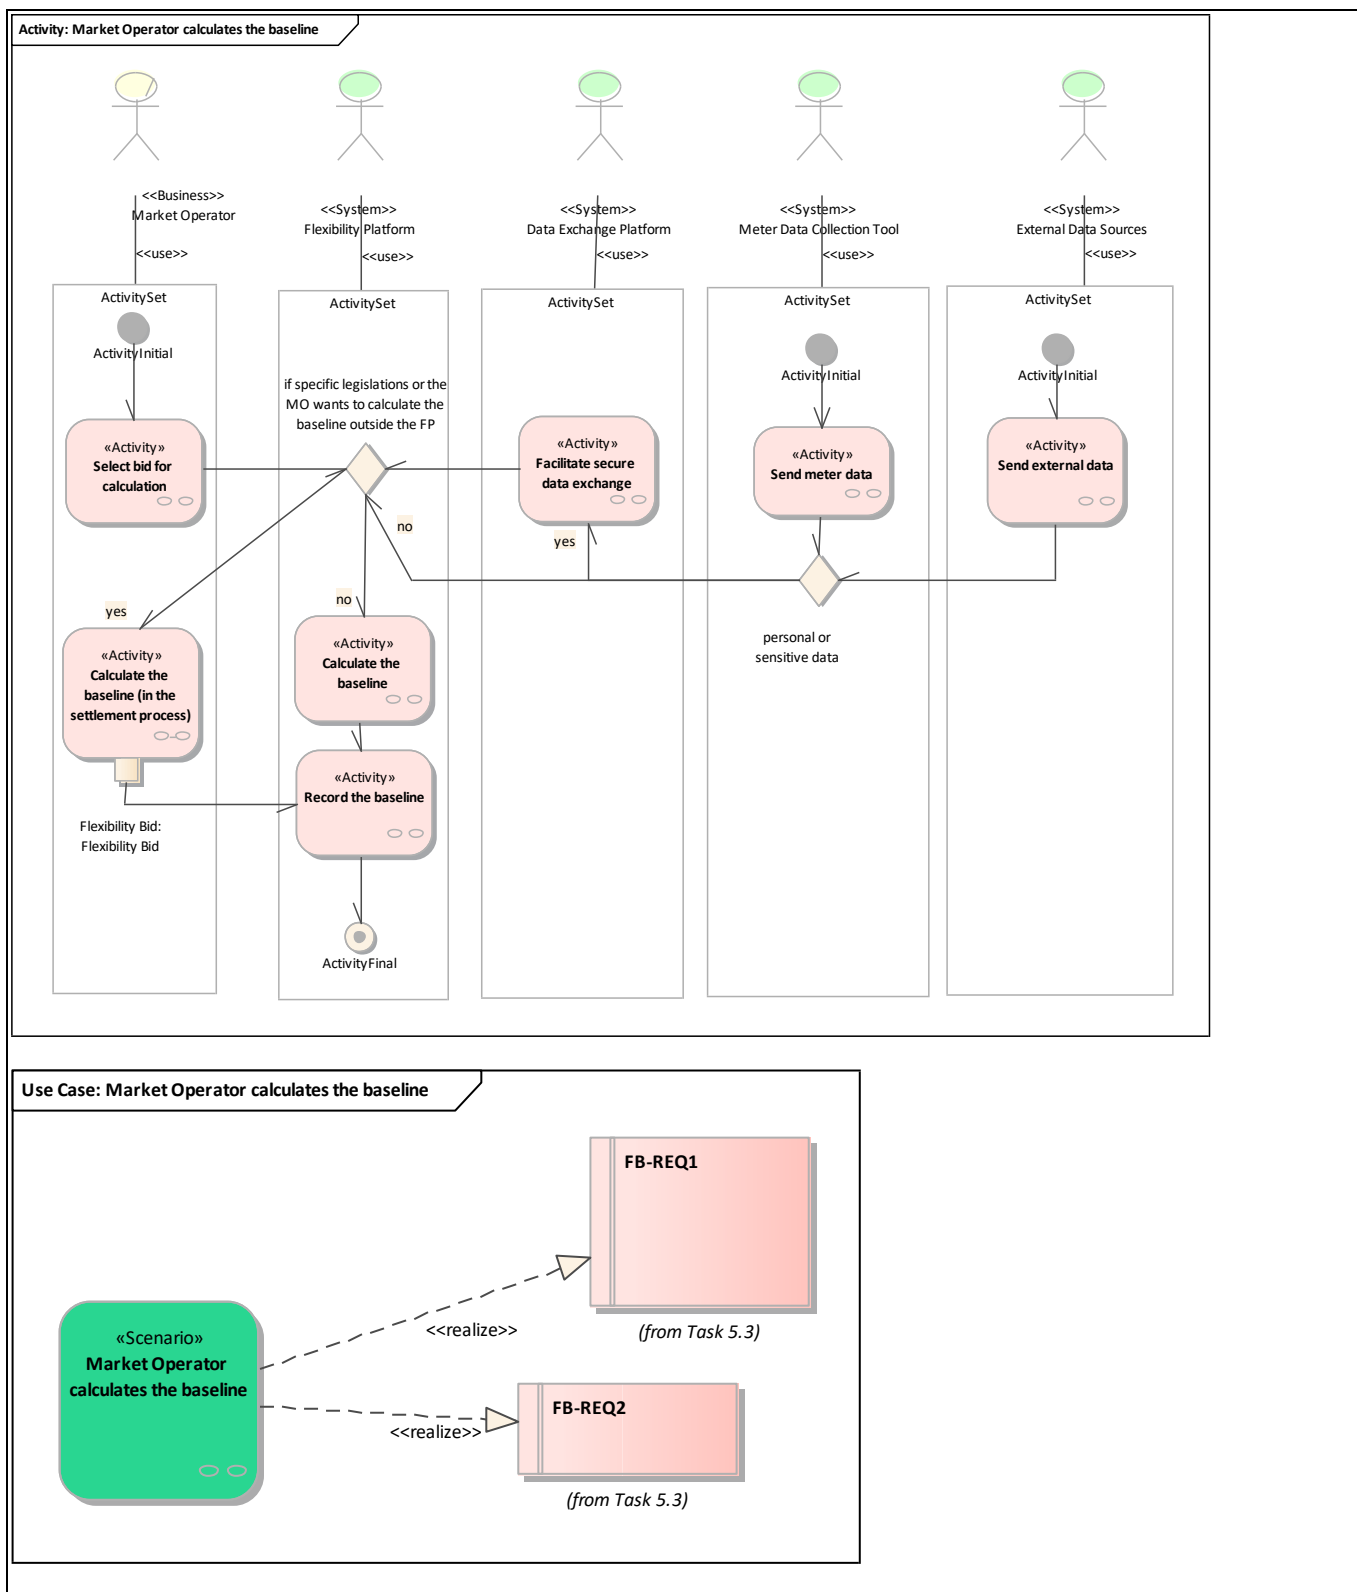 Activity: Market Operator calculates the baseline
<<Business>>
Market Operator
<<use>>
<<System>>
Flexibility Platform
<<use>>
<<System>>
Data Exchange Platform
<<use>>
<<System>>
Meter Data Collection Tool
<<use>>
<<System>>
External Data Sources
<<use>>
ActivitySet
ActivitySet
ActivitySet
ActivitySet
ActivitySet
ActivityInitial
ActivityInitial
ActivityInitial
if specific legislations or the
MO wants to calculate the
baseline outside the FP
«Activity»
Select bid for
calculation
«Activity»
Facilitate secure
data exchange
«Activity»
Send meter data
«Activity»
Send external data
no
yes
no
yes
personal or
sensitive data
«Activity»
Calculate the
baseline (in the
settlement process)
«Activity»
Calculate the
baseline
«Activity»
Record the baseline
Flexibility Bid:
Flexibility Bid
ActivityFinal
Use Case: Market Operator calculates the baseline
FB-REQ1
(from Task 5.3)
<<realize>>
«Scenario»
Market Operator
calculates the baseline
FB-REQ2
<<realize>>
(from Task 5.3)